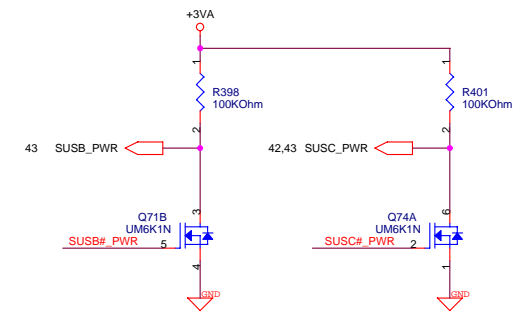 +3VA
1
R398
100KOhm
2
1
R401
100KOhm
2
43 SUSB_PWR
42,43 SUSC_PWR
Q71B
UM6K1N
3
SUSB#_PWR 5
4
GND
Q74A
UM6K1N
6
SUSC#_PWR 2
1
GND